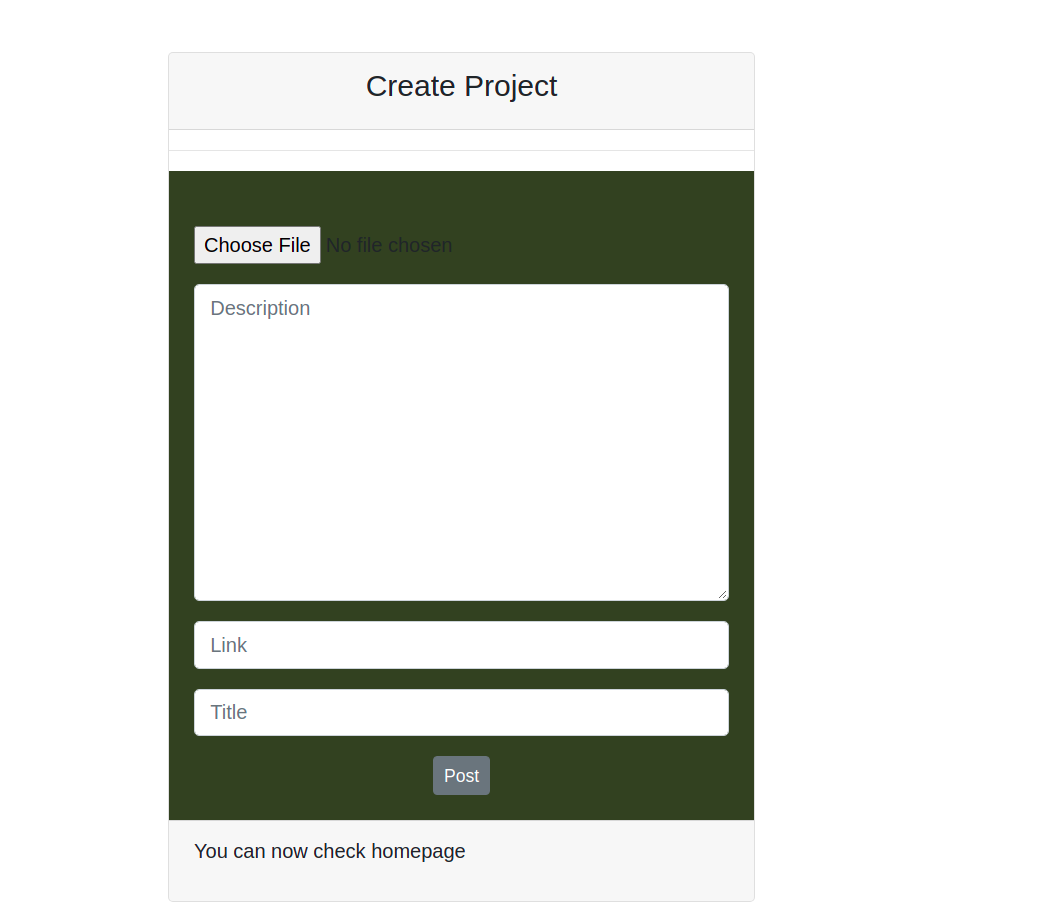 Create Project
Choose File No file chosen
Description
Link
Title
Post
You can now check homepage